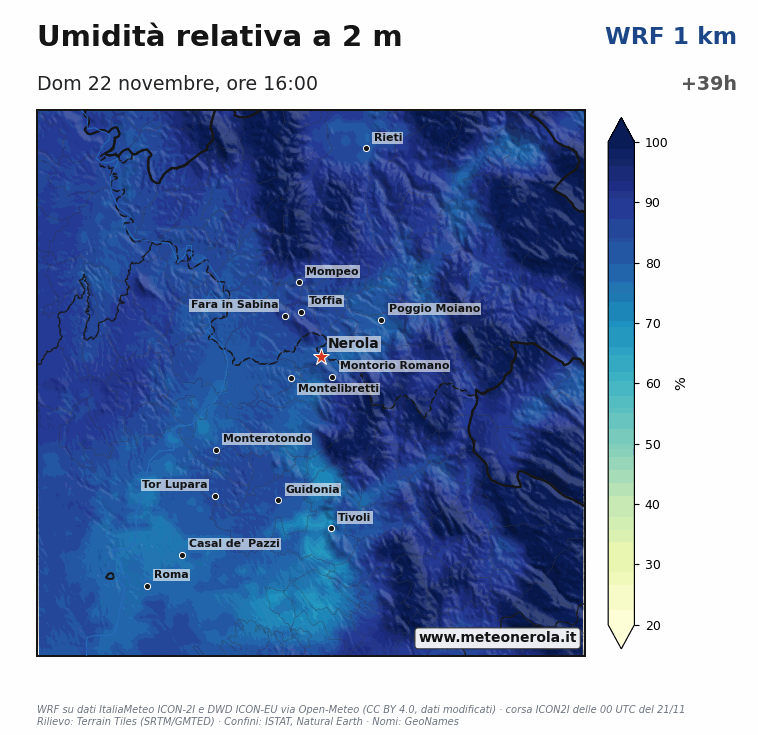 Umidità relativa a 2 m
WRF 1 km
Dom 22 novembre, ore 16:00
+39h
Rieti
Mompeo
Fara in Sabina
Toffia
Poggio Moiano
Nerola
Montorio Romano
Montelibretti
Monterotondo
Tor Lupara
Guidonia
Tivoli
Casal de' Pazzi
Roma
www.meteonerola.it
100
90
80
70
60
50
40
30
20
%
WRF su dati ItaliaMeteo ICON-2I e DWD ICON-EU via Open-Meteo (CC BY 4.0, dati modificati) · corsa ICON2I delle 00 UTC del 21/11
Rilievo: Terrain Tiles (SRTM/GMTED) · Confini: ISTAT, Natural Earth · Nomi: GeoNames